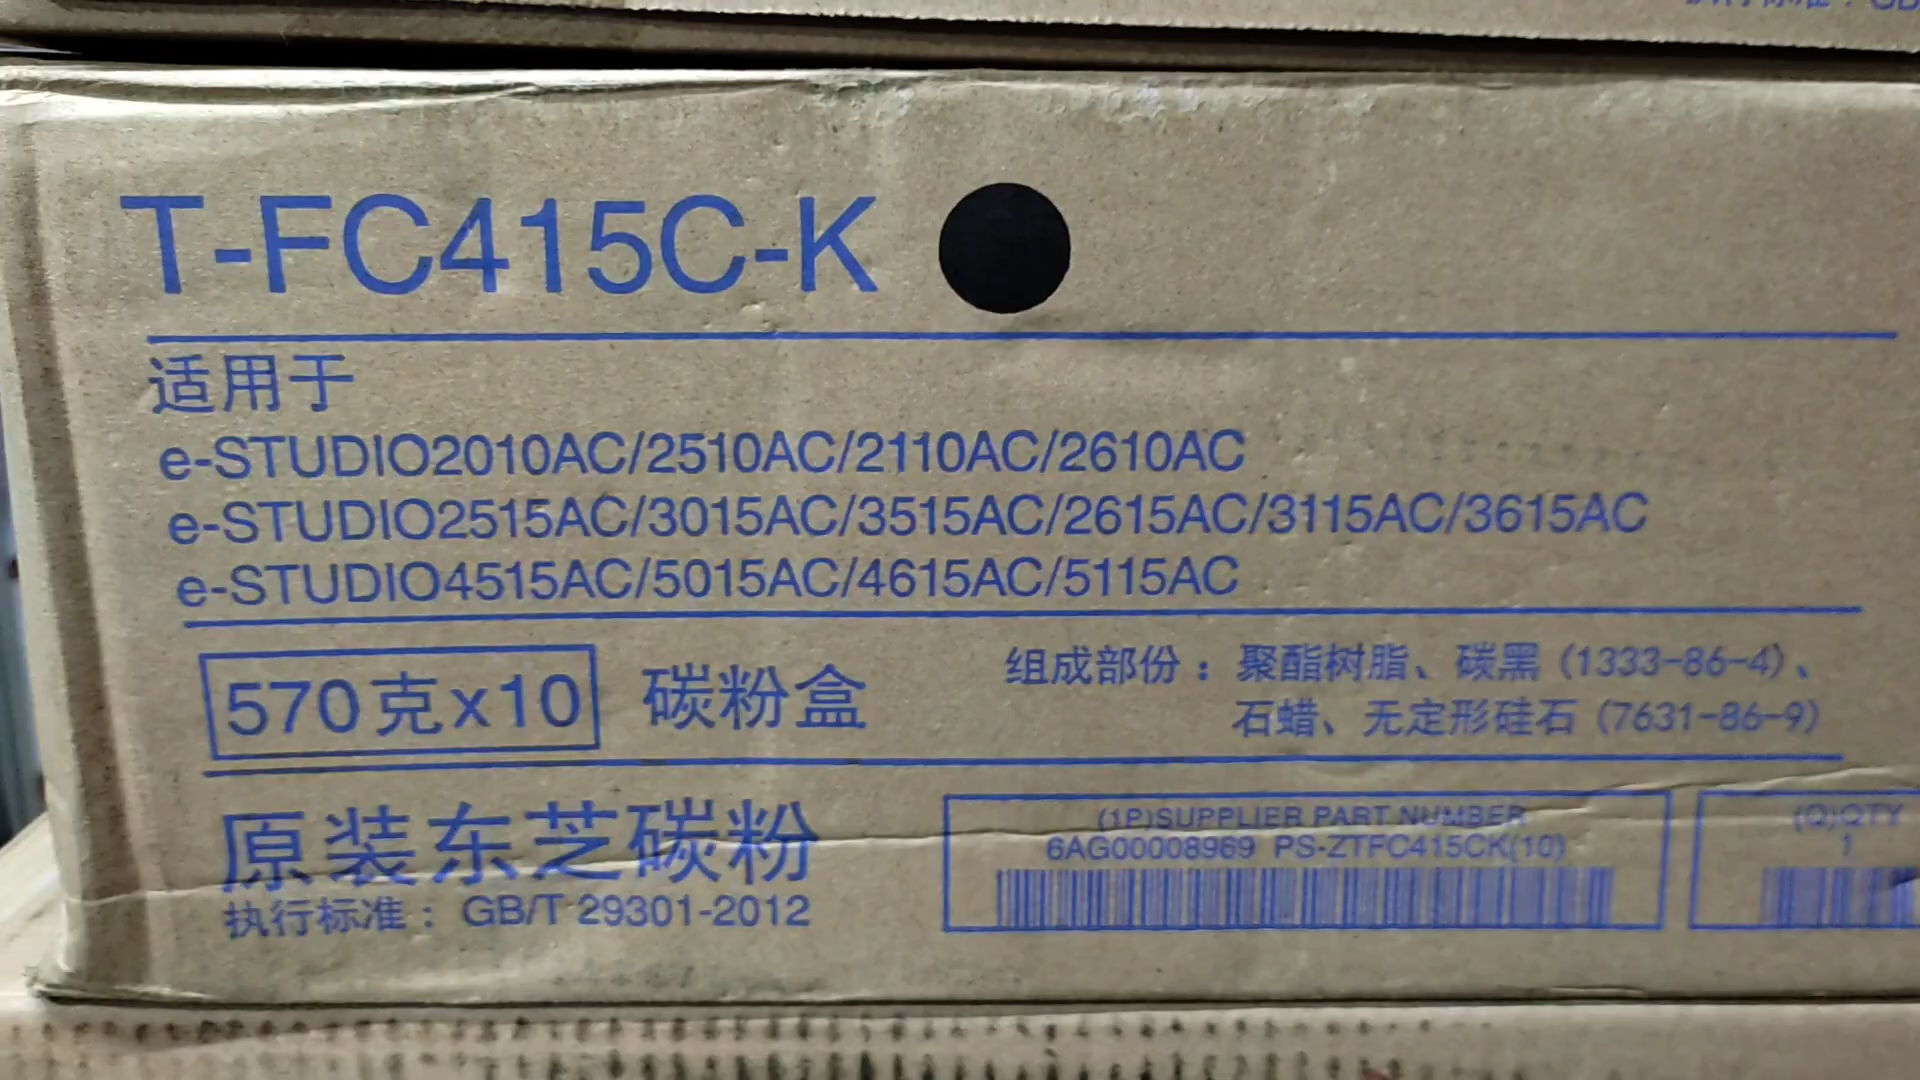 T-FC415C-K
适用于
e-STUDIO2010AC/2510AC/2110AC/2610AC
e-STUDIO2515AC/3015AC/3515AC/2615AC/3115AC/3615AC
e-STUDIO4515AC/5015AC/4615AC/5115AC
570克x10 碳粉盒
组成部份：聚酯树脂、碳黑 (1333-86-4)、
石蜡、无定形硅石 (7631-86-9)
原装东芝碳粉
执行标准：GB/T 29301-2012
(1P)SUPPLIER PART NUMBER
6AG00008969 PS-ZTFC415CK(10)
(Q)QTY
1